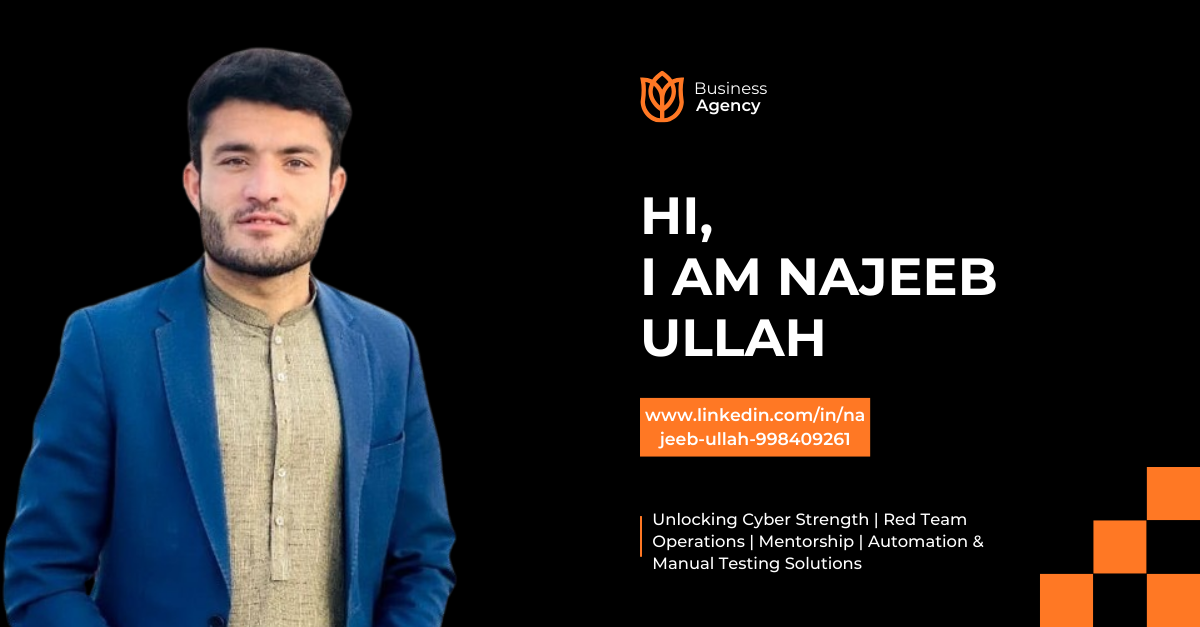 Business
Agency
HI,
I AM NAJEEB
ULLAH
www.linkedin.com/in/na
jeeb-ullah-998409261
Unlocking Cyber Strength | Red Team
Operations | Mentorship | Automation &
Manual Testing Solutions